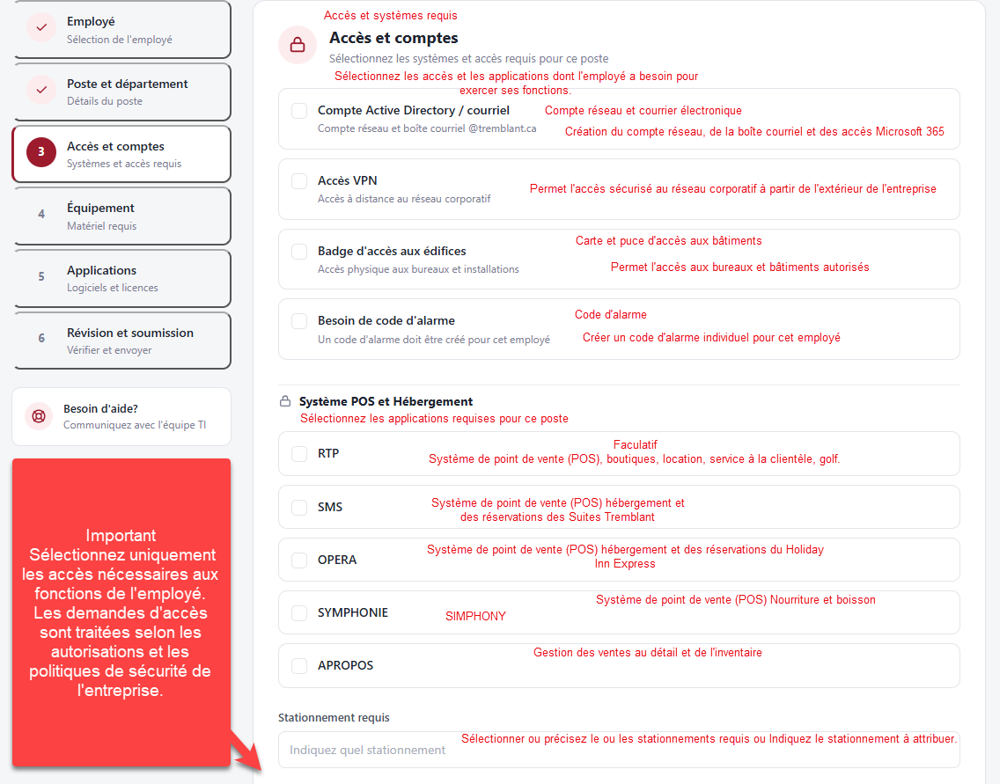 Employé
Sélection de l'employé
Poste et département
Détails du poste
3
Accès et comptes
Systèmes et accès requis
4
Équipement
Matériel requis
5
Applications
Logiciels et licences
6
Révision et soumission
Vérifier et envoyer
Besoin d'aide?
Communiquez avec l'équipe TI
Important
Sélectionnez uniquement
les accès nécessaires aux
fonctions de l'employé.
Les demandes d'accès
sont traitées selon les
autorisations et les
politiques de sécurité de
l'entreprise.
Accès et systèmes requis
Accès et comptes
Sélectionnez les systèmes et accès requis pour ce poste
Sélectionnez les accès et les applications dont l'employé a besoin pour
exercer ses fonctions.
Compte Active Directory / courriel
Compte réseau et courrier électronique
Compte réseau et boîte courriel @tremblant.ca
Création du compte réseau, de la boîte courriel et des accès Microsoft 365
Accès VPN
Permet l'accès sécurisé au réseau corporatif à partir de l'extérieur de l'entreprise
Accès à distance au réseau corporatif
Carte et puce d'accès aux bâtiments
Badge d'accès aux édifices
Accès physique aux bureaux et installations
Permet l'accès aux bureaux et bâtiments autorisés
Code d'alarme
Besoin de code d'alarme
Un code d'alarme doit être créé pour cet employé
Créer un code d'alarme individuel pour cet employé
Système POS et Hébergement
Sélectionnez les applications requises pour ce poste
RTP
Faculatif
Système de point de vente (POS), boutiques, location, service à la clientèle, golf.
SMS
Système de point de vente (POS) hébergement et
des réservations des Suites Tremblant
OPERA
Système de point de vente (POS) hébergement et des réservations du Holiday
Inn Express
SYMPHONIE
Système de point de vente (POS) Nourriture et boisson
SIMPHONY
APROPOS
Gestion des ventes au détail et de l'inventaire
Stationnement requis
Sélectionner ou précisez le ou les stationnements requis ou Indiquez le stationnement à attribuer.
Indiquez quel stationnement